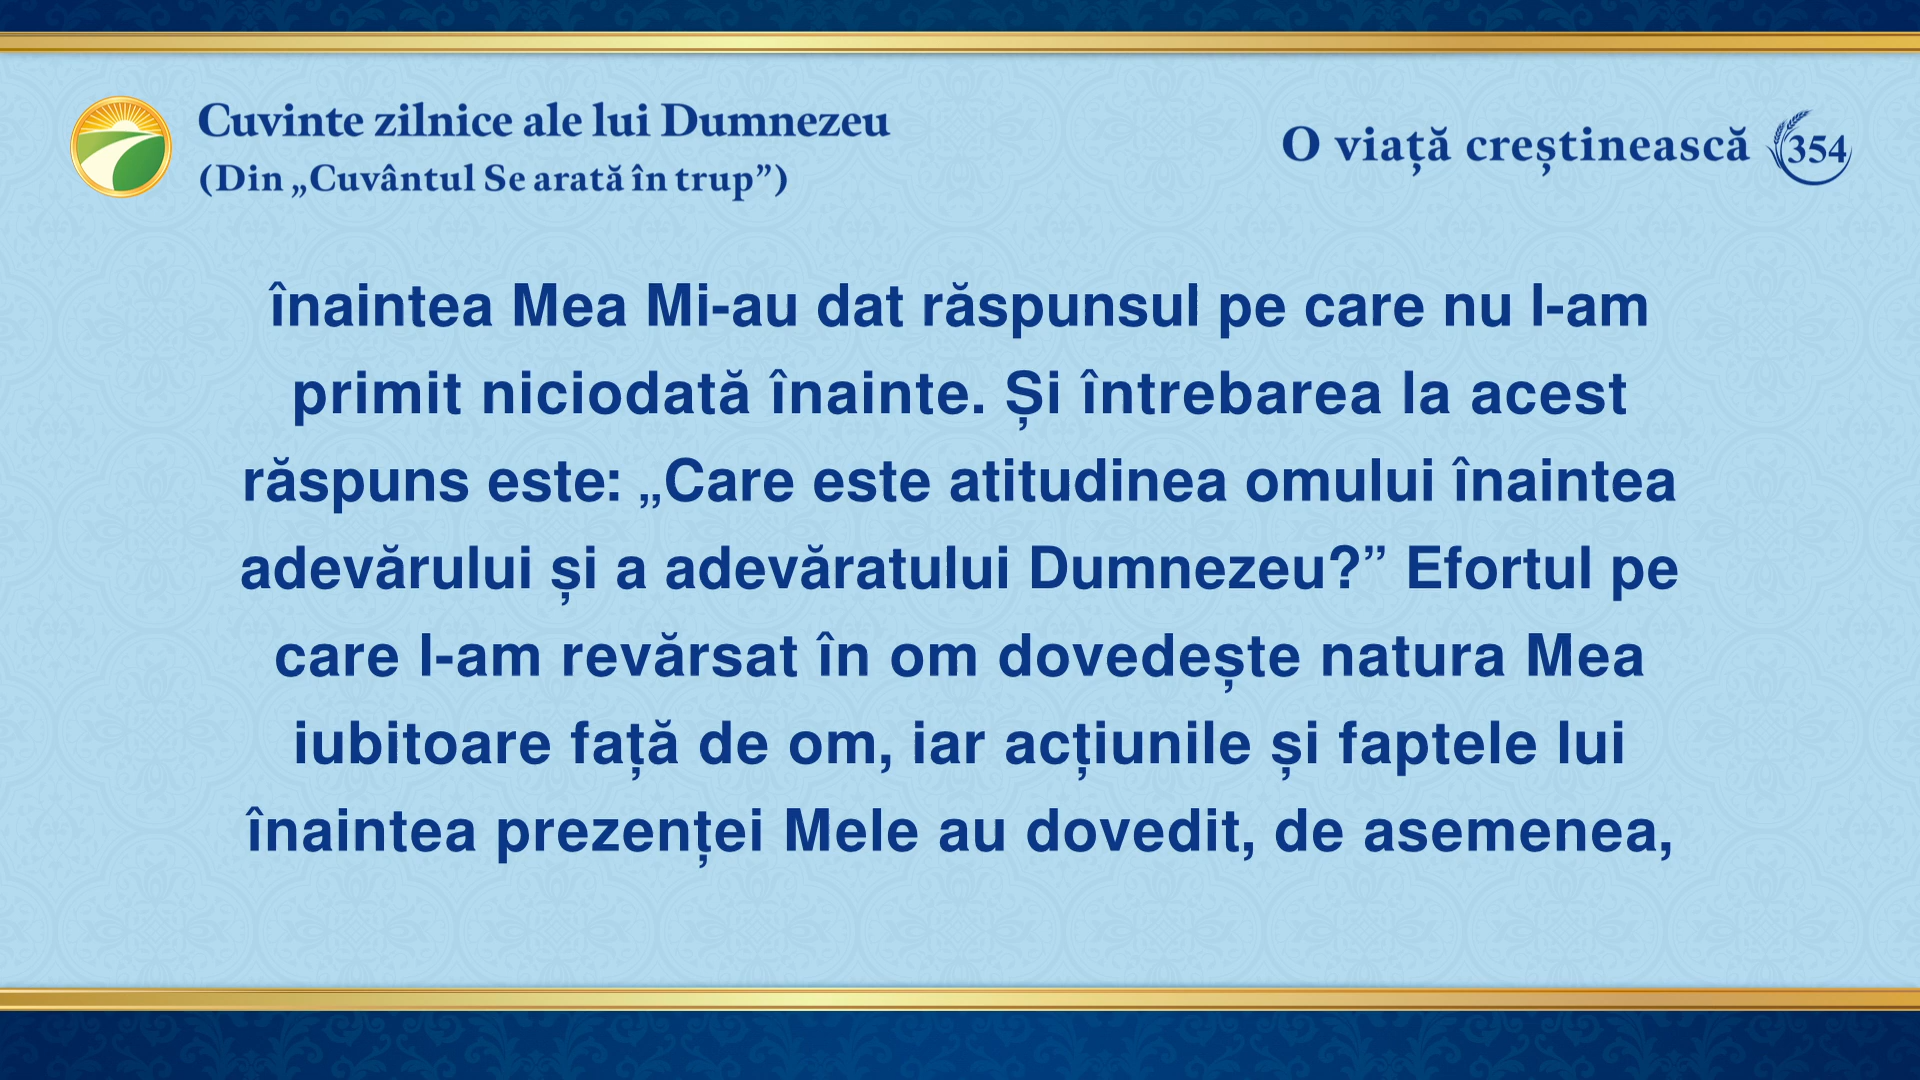 Cuvinte zilnice ale lui Dumnezeu
(Din „Cuvântul Se arată în trup”)
O viață creștinească 354
înaintea Mea Mi-au dat răspunsul pe care nu l-am
primit niciodată înainte. Și întrebarea la acest
răspuns este: „Care este atitudinea omului înaintea
adevărului și a adevăratului Dumnezeu?” Efortul pe
care l-am revărsat în om dovedește natura Mea
iubitoare față de om, iar acțiunile și faptele lui
înaintea prezenței Mele au dovedit, de asemenea,